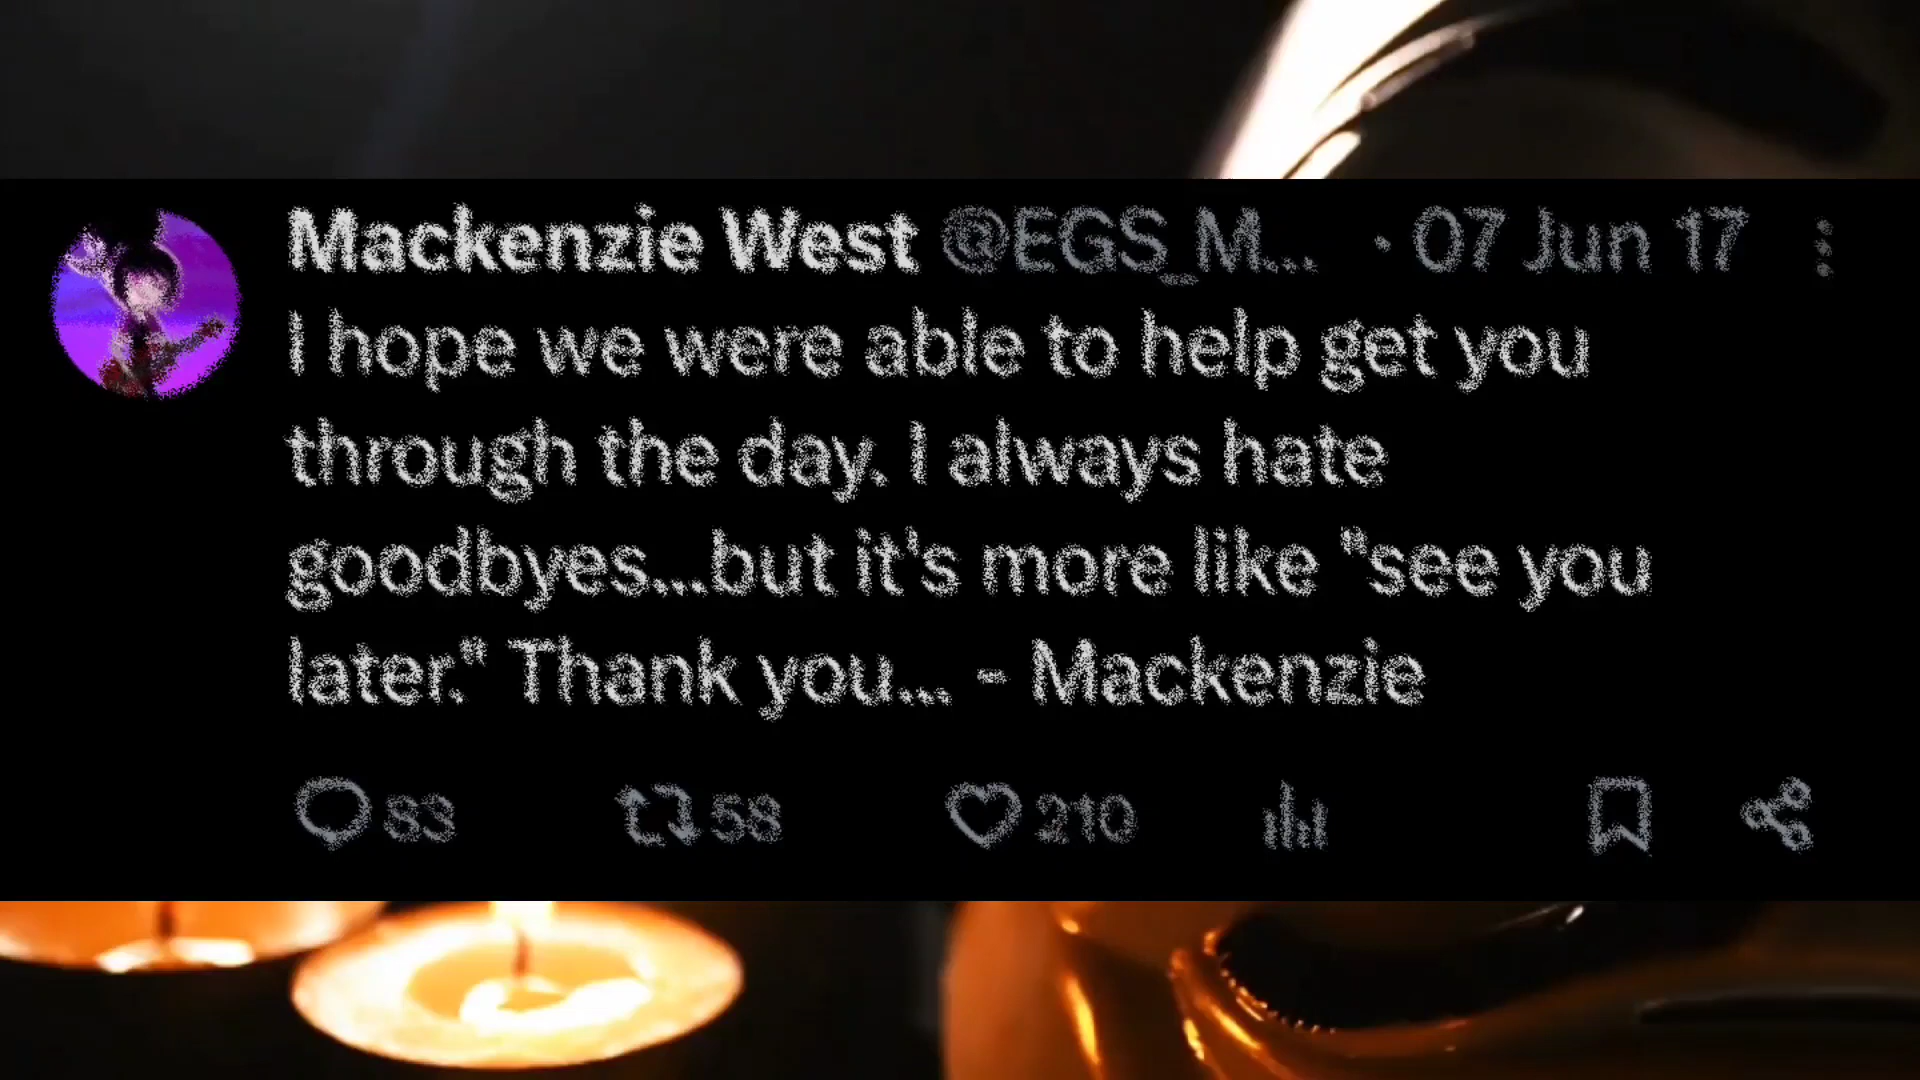 Mackenzie West @EGS_M... · 07 Jun 17
I hope we were able to help get you
through the day. I always hate
goodbyes...but it's more like "see you
later." Thank you... - Mackenzie
83 58 210